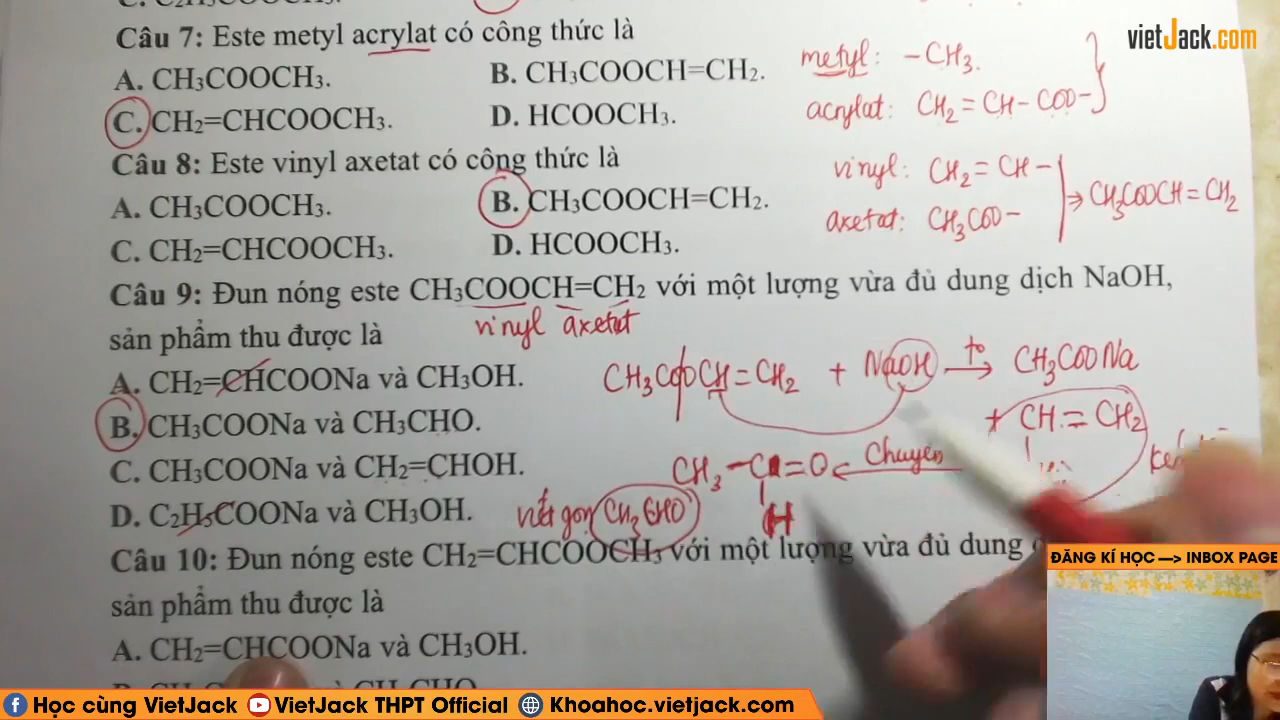 vietJack.com
Câu 7: Este metyl acrylat có công thức là
A. CH₃COOCH₃. B. CH₃COOCH=CH₂.
C. CH₂=CHCOOCH₃. D. HCOOCH₃.
metyl: -CH₃.
acrylat: CH₂=CH-COO-
Câu 8: Este vinyl axetat có công thức là
A. CH₃COOCH₃. B. CH₃COOCH=CH₂.
C. CH₂=CHCOOCH₃. D. HCOOCH₃.
vinyl: CH₂=CH-
axetat: CH₃COO-
⇒ CH₃COOCH=CH₂
Câu 9: Đun nóng este CH₃COOCH=CH₂ với một lượng vừa đủ dung dịch NaOH,
sản phẩm thu được là
vinyl axetat
A. CH₂=CHCOONa và CH₃OH.
B. CH₃COONa và CH₃CHO.
C. CH₃COONa và CH₂=CHOH.
D. C₂H₅COONa và CH₃OH.
CH₃COOCH=CH₂ + NaOH t° → CH₃COONa
+ CH=CH₂
CH₃-C=O ← Chuyển
H
viết gọn CH₃CHO
Câu 10: Đun nóng este CH₂=CHCOOCH₃ với một lượng vừa đủ dung
sản phẩm thu được là
A. CH₂=CHCOONa và CH₃OH.
ĐĂNG KÍ HỌC —> INBOX PAGE
Học cùng VietJack VietJack THPT Official Khoahoc.vietjack.com